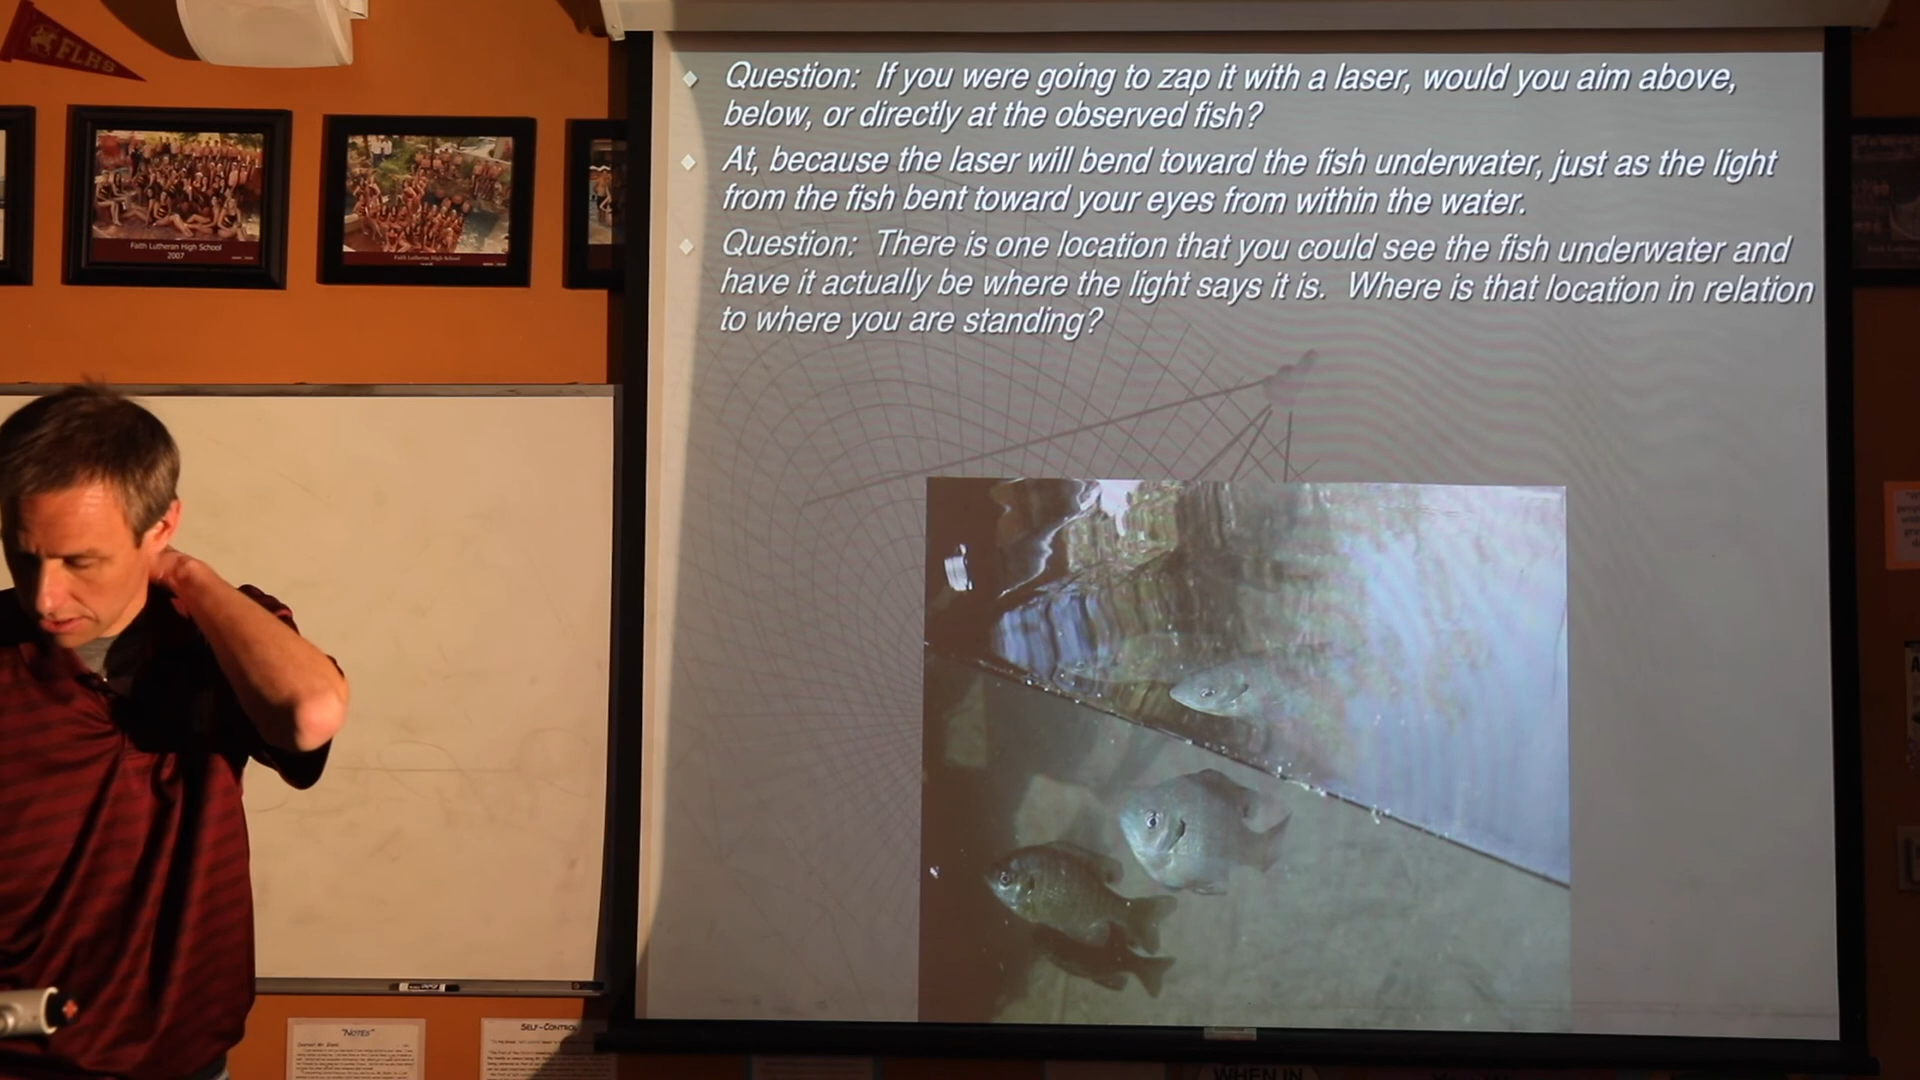 FLHS
Question: If you were going to zap it with a laser, would you aim above,
below, or directly at the observed fish?
At, because the laser will bend toward the fish underwater, just as the light
from the fish bent toward your eyes from within the water.
Question: There is one location that you could see the fish underwater and
have it actually be where the light says it is. Where is that location in relation
to where you are standing?
Faith Lutheran High School
2007
Faith Lutheran High School
"NOTES"
SELF-CONTROL
WHEN IN